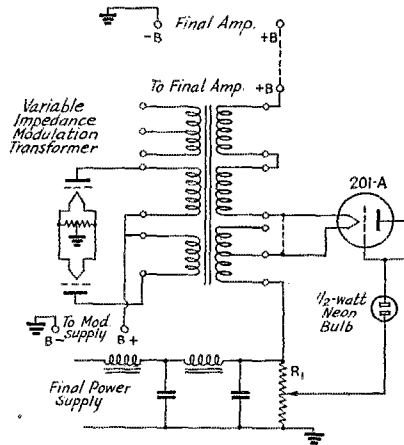 -B
Final Amp.
+B
To Final Amp.
+B
Variable
Impedance
Modulation
Transformer
201-A
1/2-watt
Neon
Bulb
To Mod.
supply
B-
B+
Final Power
Supply
R1